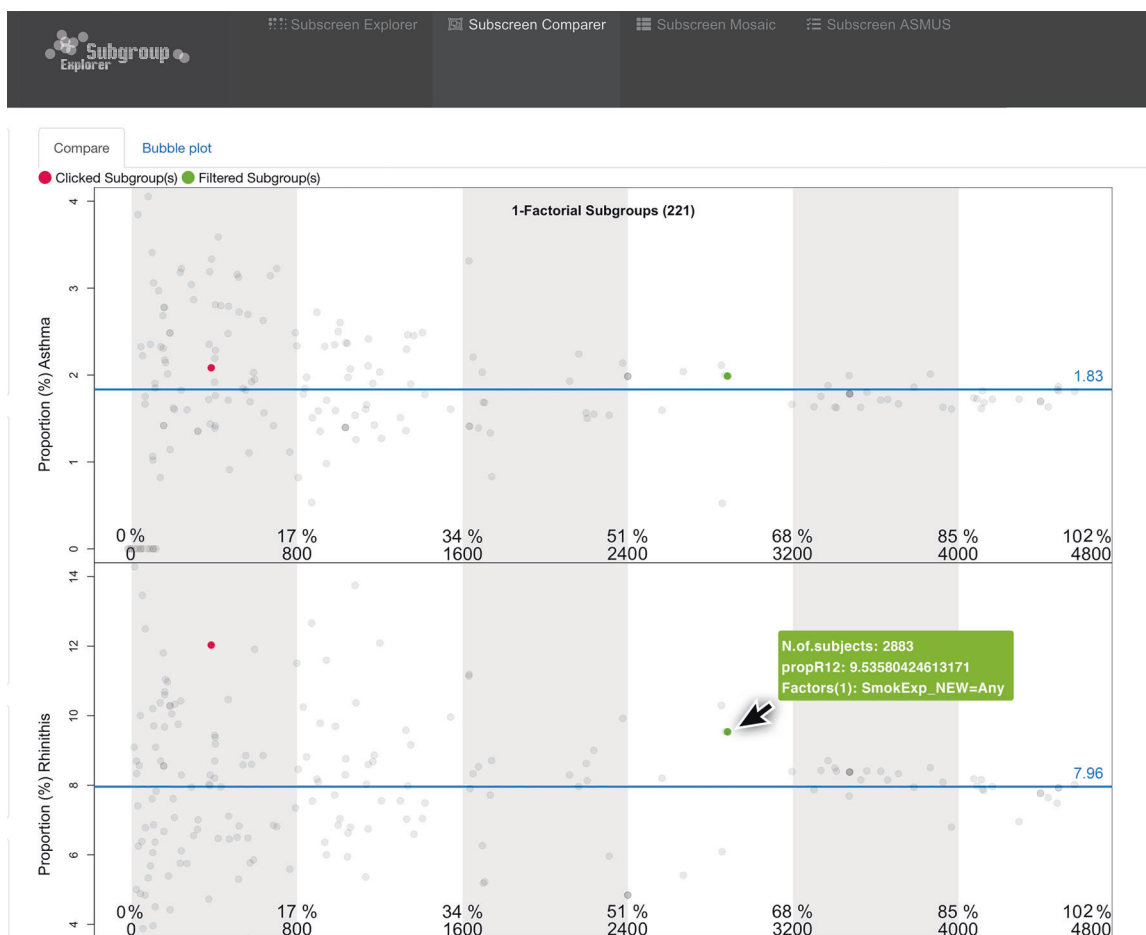 Subscreen Explorer Subscreen Comparer Subscreen Mosaic Subscreen ASMUS
Subgroup
Explorer
Compare Bubble plot
Clicked Subgroup(s) Filtered Subgroup(s)
1-Factorial Subgroups (221)
Proportion (%) Asthma
4
3
2
1
0
1.83
0 % 17 % 34 % 51 % 68 % 85 % 102 %
0 800 1600 2400 3200 4000 4800
Proportion (%) Rhinithis
14
12
10
8
6
4
N.of.subjects: 2883
propR12: 9.53580424613171
Factors(1): SmokExp_NEW=Any
7.96
0% 17 % 34 % 51 % 68 % 85 % 102 %
0 800 1600 2400 3200 4000 4800